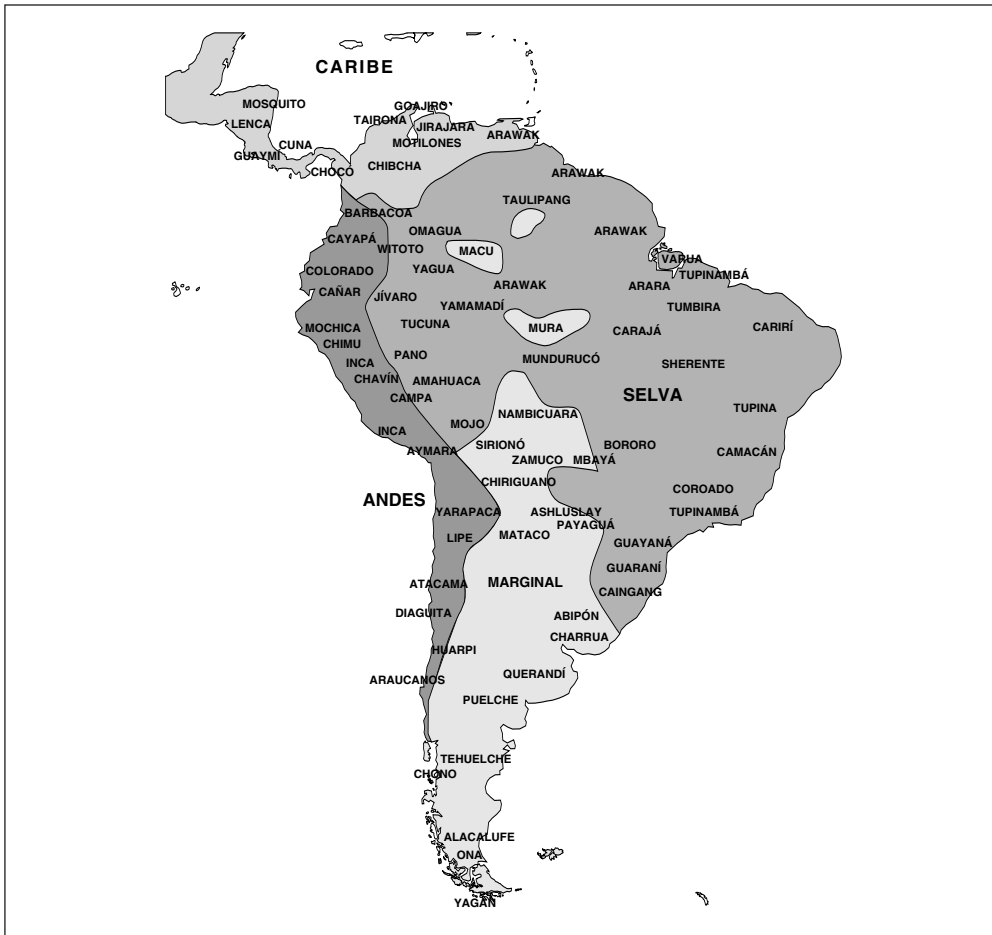 CARIBE
MOSQUITO
GOAJIRO
TAIRONA
LENCA
JIRAJARA
ARAWAK
MOTILONES
CUNA
GUAYMÍ
CHIBCHA
CHOCÓ
ARAWAK
TAULIPANG
BARBACOA
OMAGUA
ARAWAK
CAYAPÁ
WITOTO
MACU
VARUA
COLORADO
YAGUA
TUPINAMBÁ
ARAWAK
ARARA
CAÑAR
JÍVARO
YAMAMADÍ
TUMBIRA
MOCHICA
TUCUNA
MURA
CARAJÁ
CARIRÍ
CHIMU
PANO
MUNDURUCÓ
INCA
SHERENTE
CHAVÍN
AMAHUACA
CAMPA
SELVA
NAMBICUARA
TUPINA
MOJO
INCA
SIRIONÓ
BORORO
AYMARA
CAMACÁN
ZAMUCO
MBAYÁ
CHIRIGUANO
COROADO
ANDES
YARAPACA
ASHLUSLAY
TUPINAMBÁ
PAYAGUÁ
LIPE
MATACO
GUAYANÁ
GUARANÍ
ATACAMA
MARGINAL
CAINGANG
DIAGUITA
ABIPÓN
CHARRUA
HUARPI
QUERANDÍ
ARAUCANOS
PUELCHE
TEHUELCHE
CHONO
ALACALUFE
ONA
YAGÁN